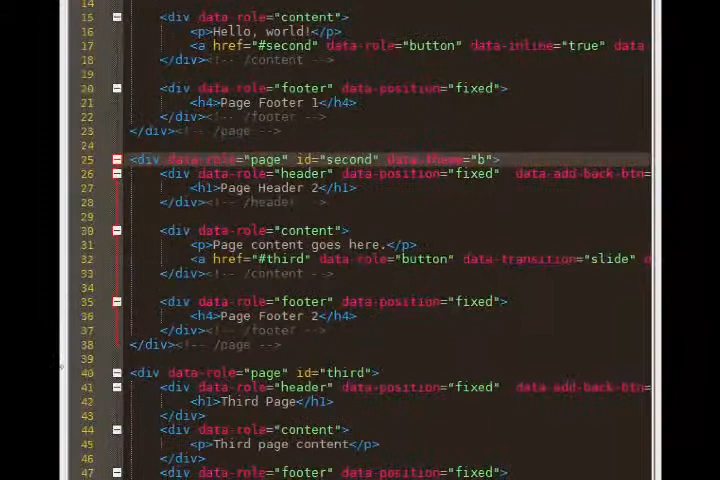 14
15 <div data-role="content">
16 <p>Hello, world!</p>
17 <a href="#second" data-role="button" data-inline="true" data
18 </div><!-- /content -->
19
20 <div data-role="footer" data-position="fixed">
21 <h4>Page Footer 1</h4>
22 </div><!-- /footer -->
23 </div><!-- /page -->
24
25 <div data-role="page" id="second" data-theme="b">
26 <div data-role="header" data-position="fixed" data-add-back-btn=
27 <h1>Page Header 2</h1>
28 </div><!-- /header -->
29
30 <div data-role="content">
31 <p>Page content goes here.</p>
32 <a href="#third" data-role="button" data-transition="slide" d
33 </div><!-- /content -->
34
35 <div data-role="footer" data-position="fixed">
36 <h4>Page Footer 2</h4>
37 </div><!-- /footer -->
38 </div><!-- /page -->
39
40 <div data-role="page" id="third">
41 <div data-role="header" data-position="fixed" data-add-back-btn=
42 <h1>Third Page</h1>
43 </div>
44 <div data-role="content">
45 <p>Third page content</p>
46 </div>
47 <div data-role="footer" data-position="fixed">